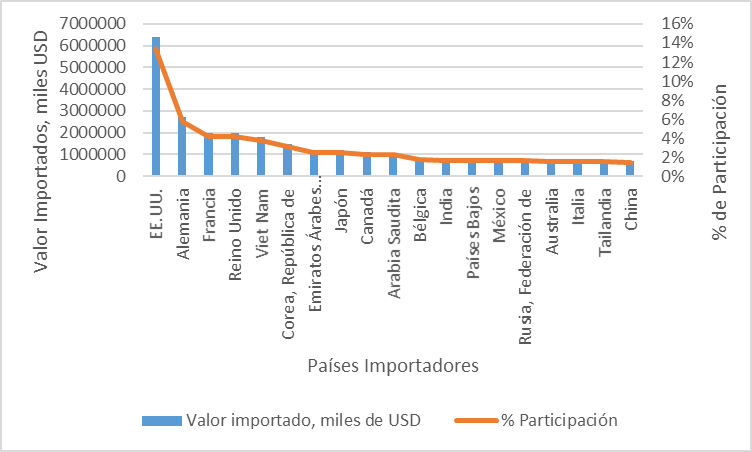 Valor Importados, miles USD
7000000
6000000
5000000
4000000
3000000
2000000
1000000
0
16%
14%
12%
10%
8%
6%
4%
2%
0%
% de Participación
EE.UU.
Alemania
Francia
Reino Unido
Viet Nam
Corea, República de
Emiratos Árabes...
Japón
Canadá
Arabia Saudita
Bélgica
India
Países Bajos
México
Rusia, Federación de
Australia
Italia
Tailandia
China
Países Importadores
Valor importado, miles de USD
% Participación